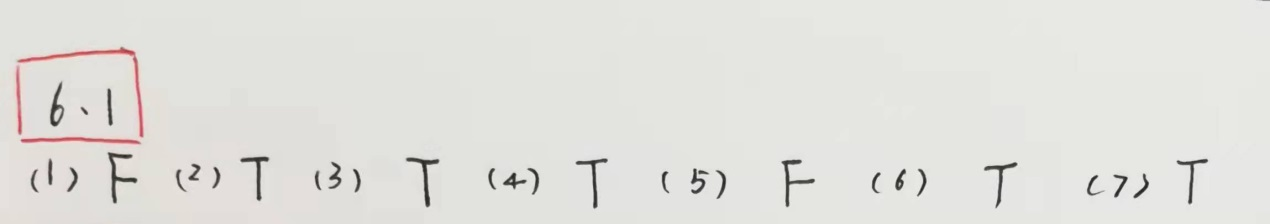 6、1
(1) F (2) T (3) T (4) T (5) F (6) T (7) T